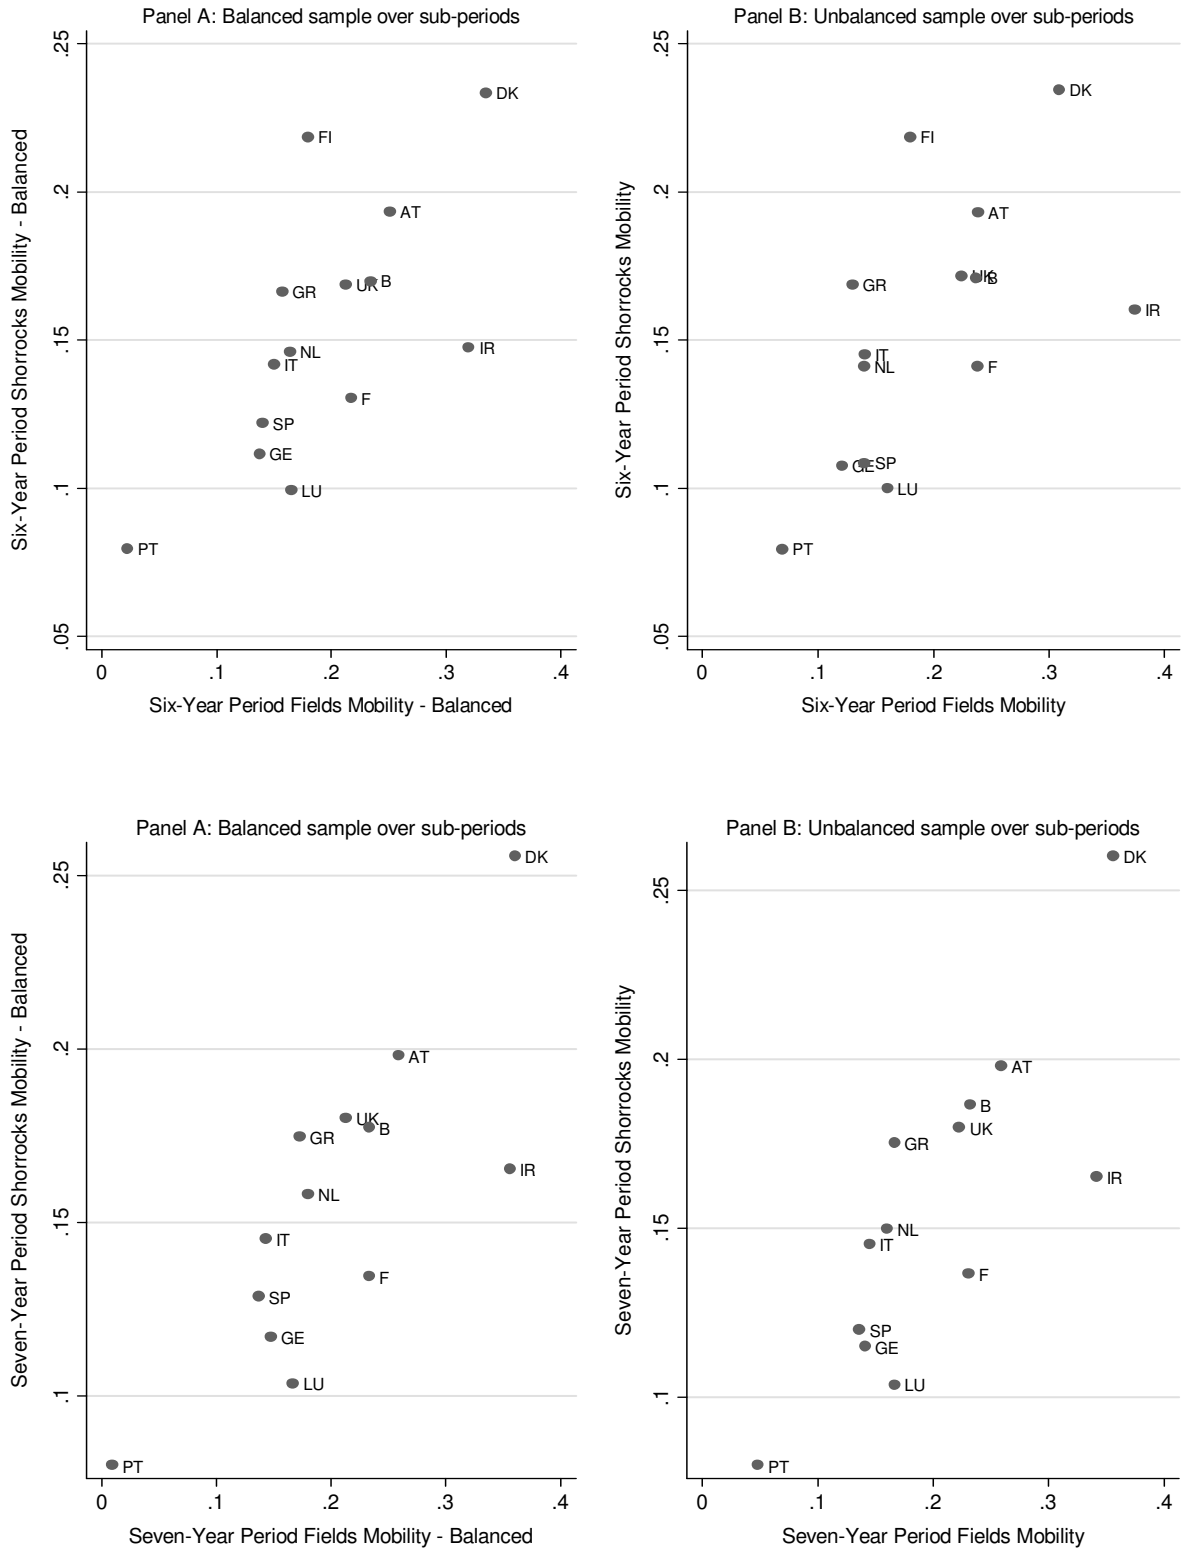 Panel A: Balanced sample over sub-periods
Six-Year Period Shorrocks Mobility - Balanced
.25
.2
.15
.1
.05
DK
FI
AT
B
UK
GR
IR
NL
IT
F
SP
GE
LU
PT
0 .1 .2 .3 .4
Six-Year Period Fields Mobility - Balanced
Panel B: Unbalanced sample over sub-periods
Six-Year Period Shorrocks Mobility
.25
.2
.15
.1
.05
DK
FI
AT
UK
B
GR
IR
IT
NL
F
SP
GE
LU
PT
0 .1 .2 .3 .4
Six-Year Period Fields Mobility
Panel A: Balanced sample over sub-periods
Seven-Year Period Shorrocks Mobility - Balanced
.25
.2
.15
.1
DK
AT
UK
B
GR
IR
NL
IT
F
SP
GE
LU
PT
0 .1 .2 .3 .4
Seven-Year Period Fields Mobility - Balanced
Panel B: Unbalanced sample over sub-periods
Seven-Year Period Shorrocks Mobility
.25
.2
.15
.1
DK
AT
B
UK
GR
IR
NL
IT
F
SP
GE
LU
PT
0 .1 .2 .3 .4
Seven-Year Period Fields Mobility